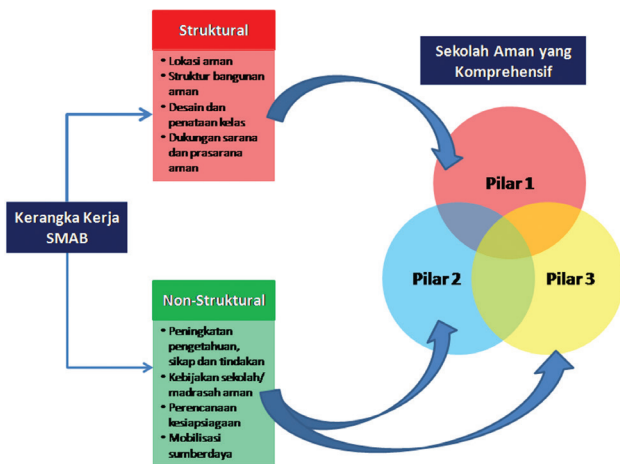 Struktural
• Lokasi aman
• Struktur bangunan
aman
• Desain dan
penataan kelas
• Dukungan sarana
dan prasarana
aman
Sekolah Aman yang
Komprehensif
Kerangka Kerja
SMAB
Pilar 1
Pilar 2
Pilar 3
Non-Struktural
• Peningkatan
pengetahuan,
sikap dan tindakan
• Kebijakan sekolah/
madrasah aman
• Perencanaan
kesiapsiagaan
• Mobilisasi
sumberdaya